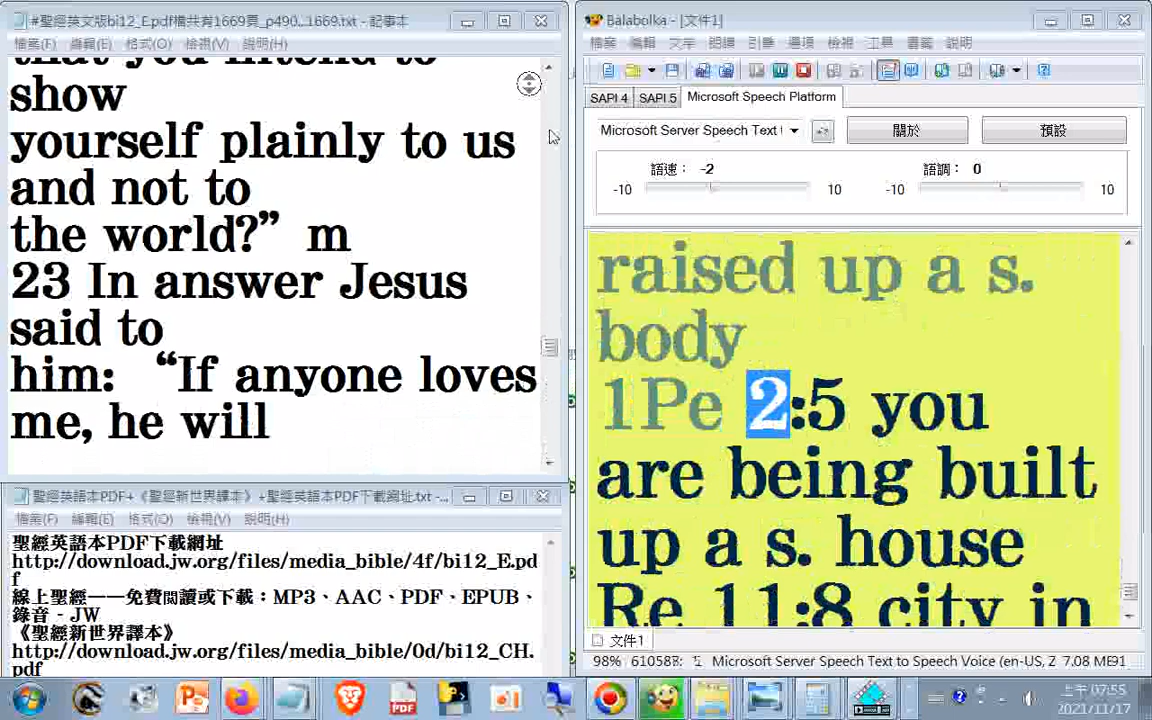 #聖經英文版bi12_E.pdf檔共有1669頁_p490...1669.txt - 記事本
檔案(F) 編輯(E) 格式(O) 檢視(V) 說明(H)
that you intend to
show
yourself plainly to us
and not to
the world?” m
23 In answer Jesus
said to
him: “If anyone loves
me, he will
聖經英語本PDF+《聖經新世界譯本》+聖經英語本PDF下載網址.txt -...
檔案(F) 編輯(E) 格式(O) 檢視(V) 說明(H)
聖經英語本PDF下載網址
http://download.jw.org/files/media_bible/4f/bi12_E.pd
f
線上聖經──免費閱讀或下載：MP3、AAC、PDF、EPUB、
錄音 - JW
《聖經新世界譯本》
http://download.jw.org/files/media_bible/0d/bi12_CH.
pdf
Balabolka - [文件1]
檔案 編輯 文字 朗讀 引導 選項 檢視 工具 書籤 說明
SAPI 4 SAPI 5 Microsoft Speech Platform
Microsoft Server Speech Text 關於 預設
語速： -2 語調： 0
-10 10 -10 10
raised up a s.
body
1Pe 2:5 you
are being built
up a s. house
Re 11:8 city in
文件1
98% Microsoft Server Speech Text to Speech Voice (en-US, Z 7.08 ME91
上午 07:55
2021/11/17